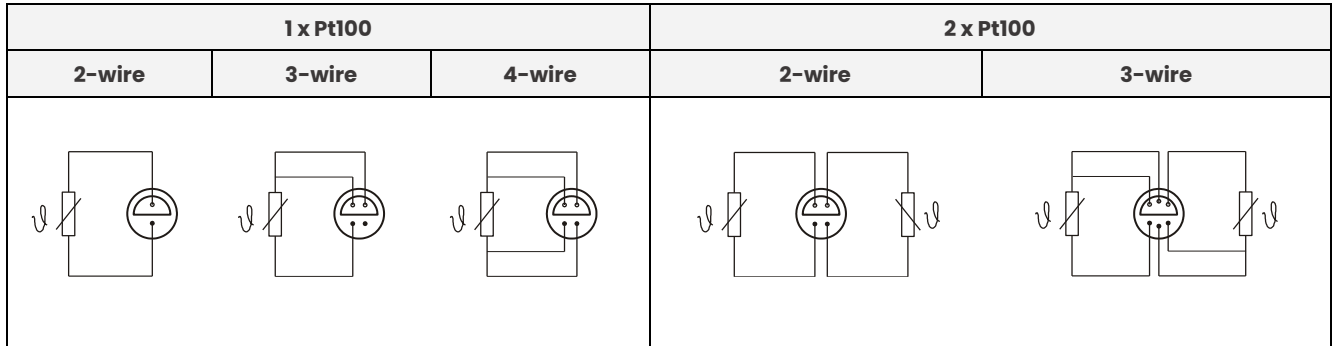 1 x Pt100 2 x Pt100
2-wire 3-wire 4-wire 2-wire 3-wire
ϑ ϑ ϑ ϑ ϑ ϑ ϑ